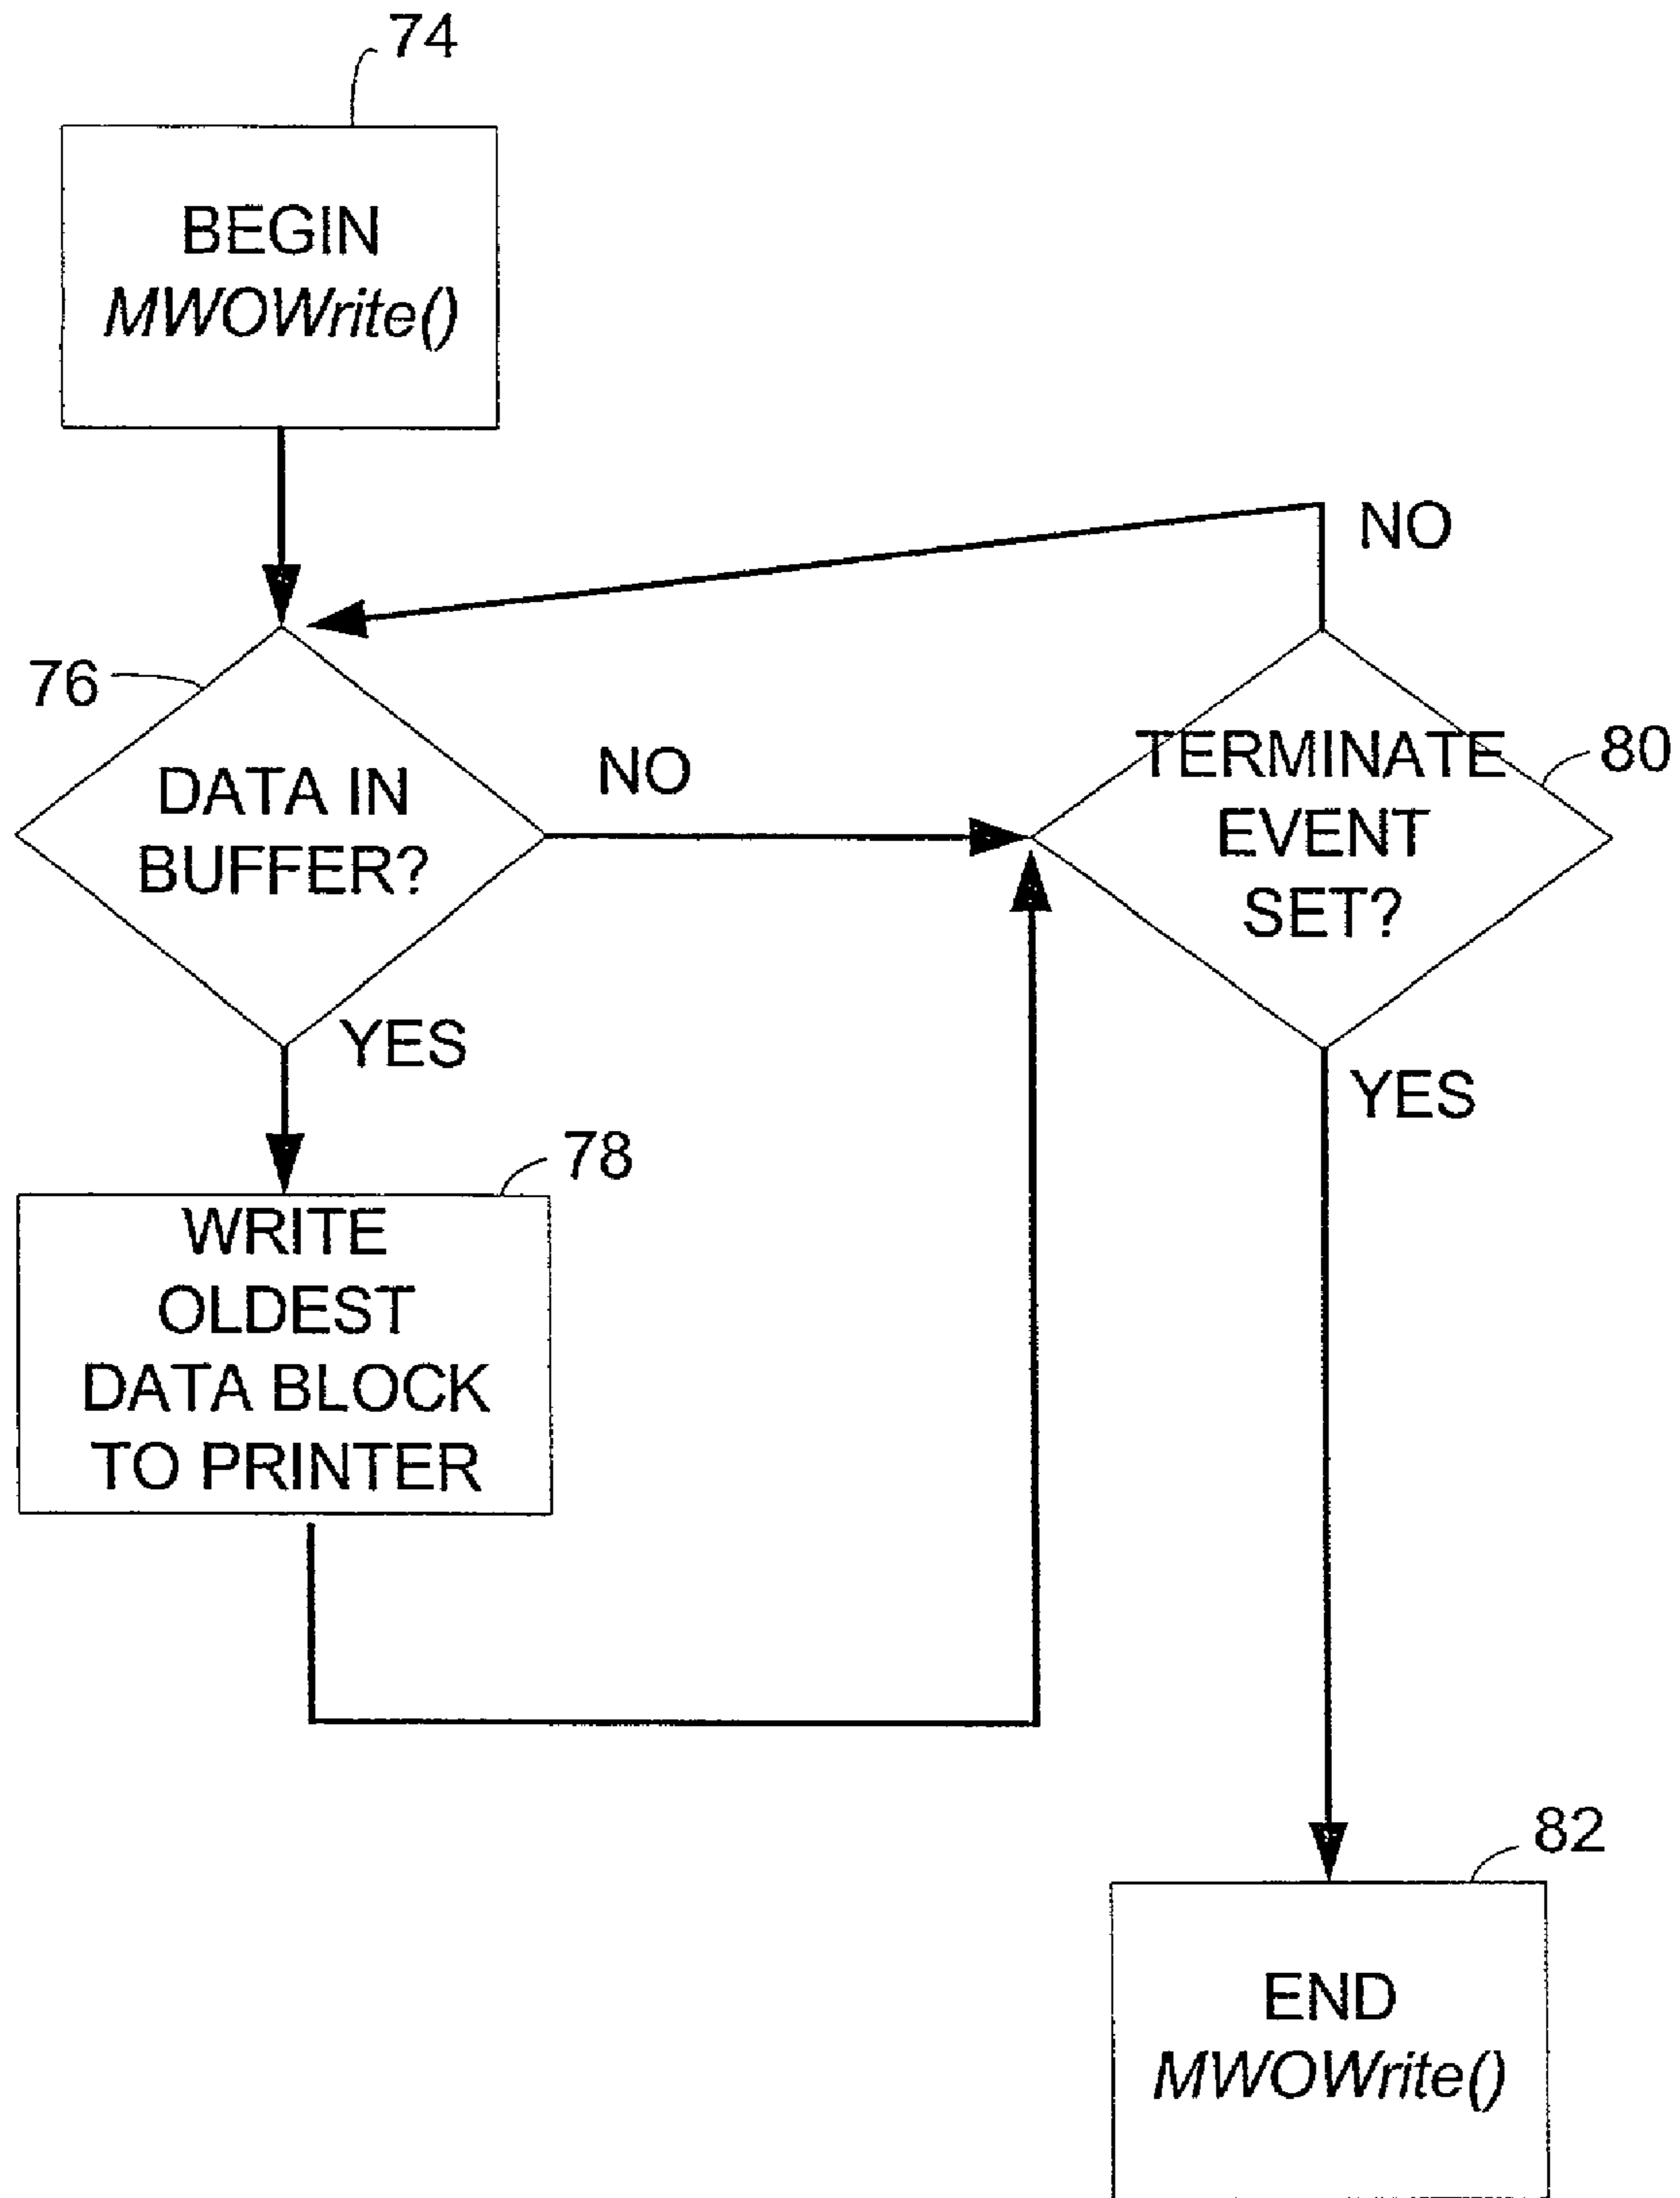 74
BEGIN
MWOWrite()
NO
76
DATA IN
BUFFER?
NO
TERMINATE
EVENT
SET?
80
YES
YES
78
WRITE
OLDEST
DATA BLOCK
TO PRINTER
82
END
MWOWrite()